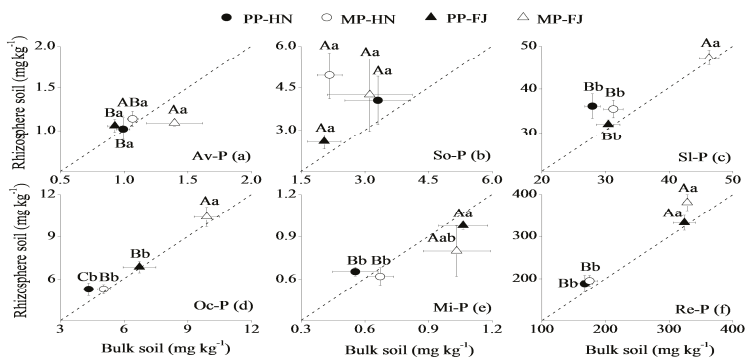 PP-HN MP-HN PP-FJ MP-FJ
Rhizosphere soil (mg kg⁻¹)
2.0
1.5
1.0
0.5 1.0 1.5 2.0
Ba ABa Aa
Ba
Av-P (a)
6.0
4.5
3.0
1.6 3.1 4.5 6.0
Aa Aa
Aa
Aa
So-P (b)
50
40
30
20 30 40 50
Aa
Bb Bb
Bb
Sl-P (c)
Rhizosphere soil (mg kg⁻¹)
12
9
6
3 6 9 12
Aa
Bb
Cb Bb
Oc-P (d)
Bulk soil (mg kg⁻¹)
1.2
0.9
0.6
0.3 0.6 0.9 1.2
Aa
Aab
Bb Bb
Mi-P (e)
Bulk soil (mg kg⁻¹)
400
300
200
100 200 300 400
Aa
Aa
Bb
Bb
Re-P (f)
Bulk soil (mg kg⁻¹)